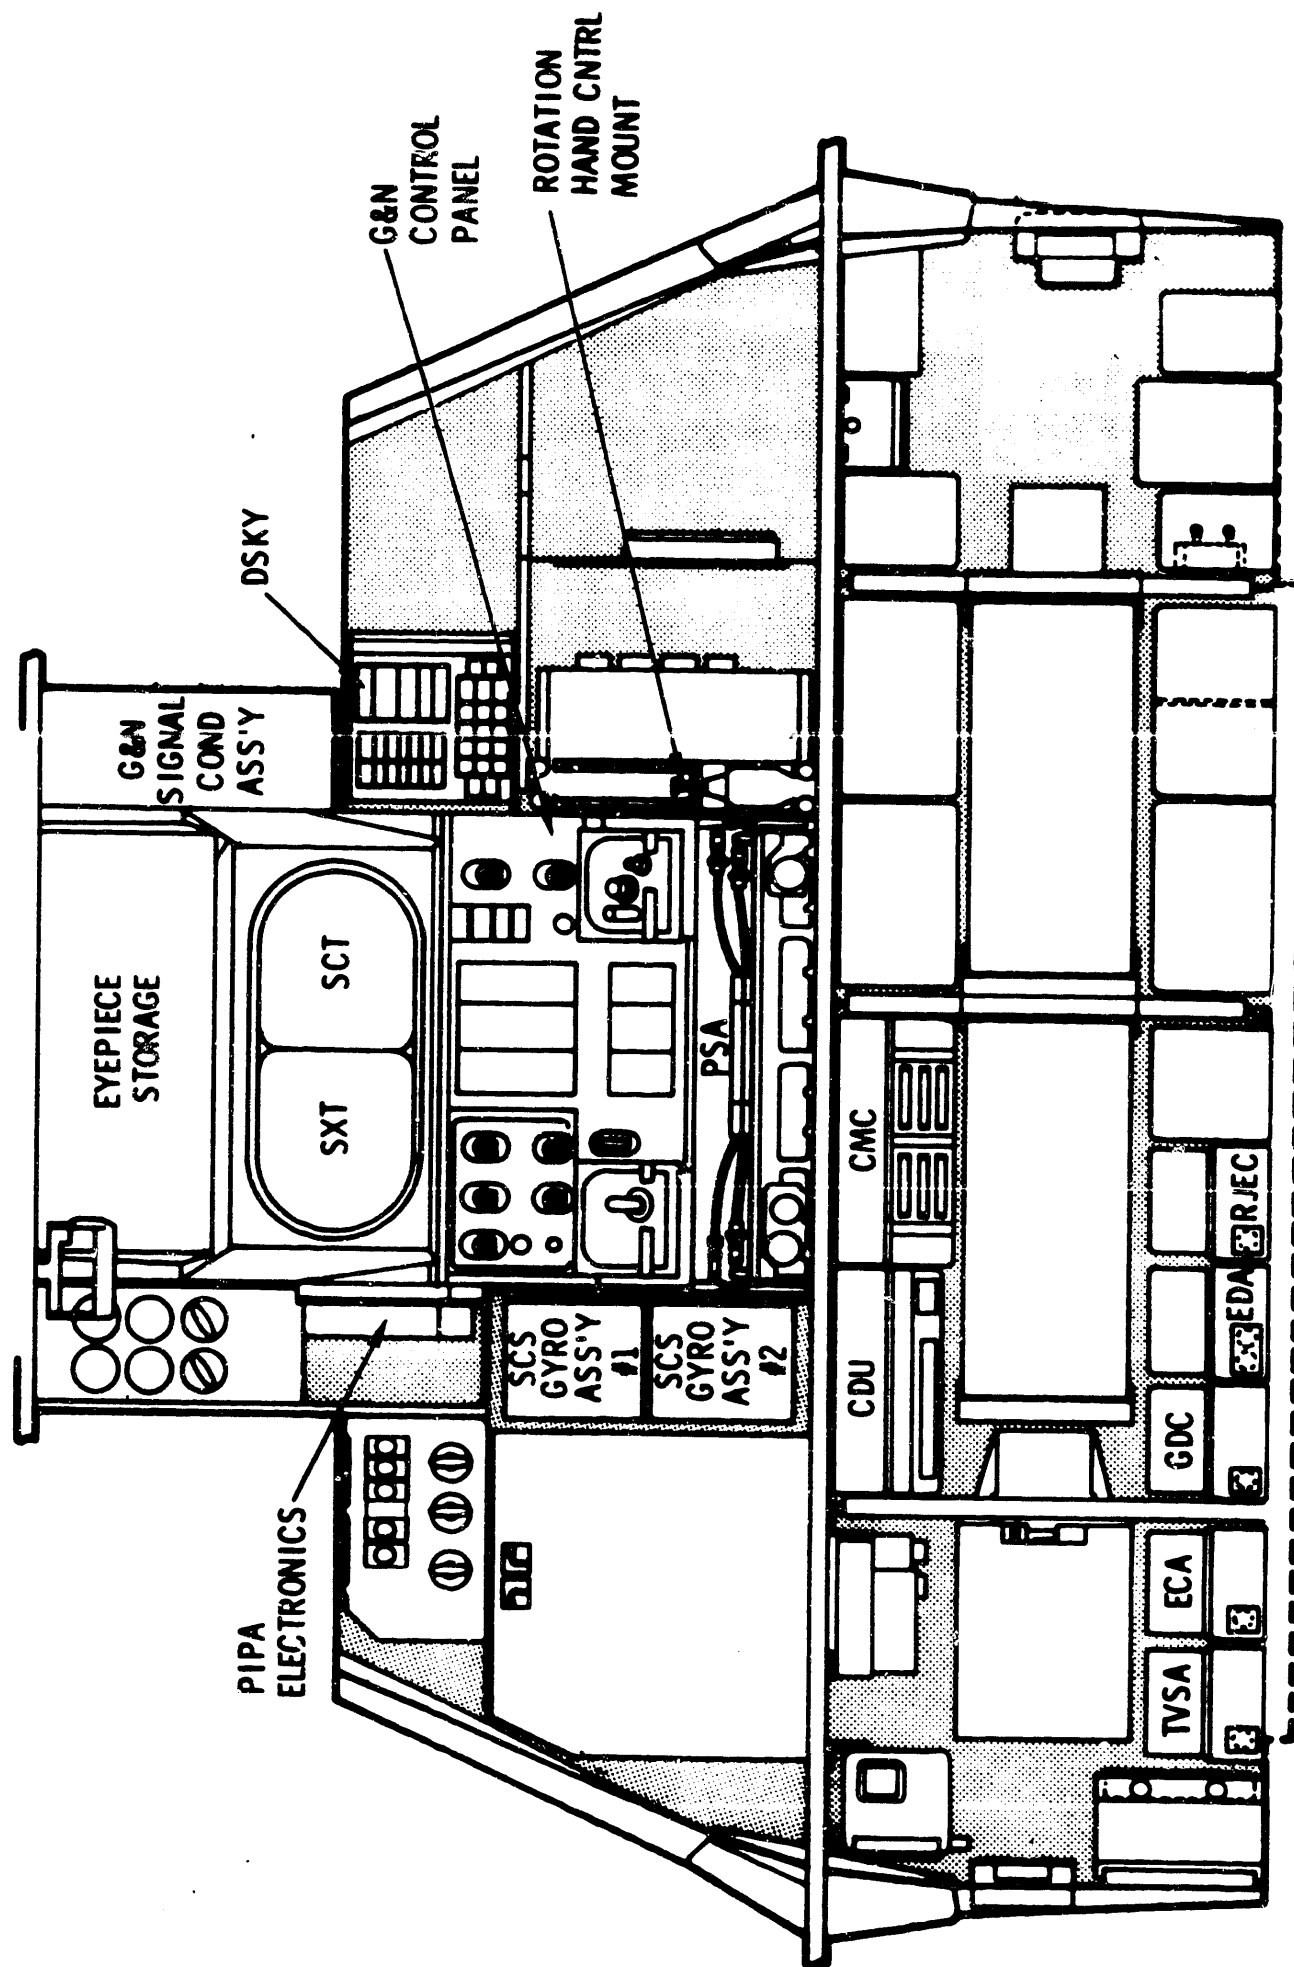 G&N
SIGNAL
COND
ASS'Y
DSKY
G&N
CONTROL
PANEL
ROTATION
HAND CNTRL
MOUNT
EYEPIECE
STORAGE
SXT
SCT
PIPA
ELECTRONICS
SCS
GYRO
ASS'Y
#1
SCS
GYRO
ASS'Y
#2
PSA
CDU
CMC
TVSA
ECA
GDC
EDA
RJEC